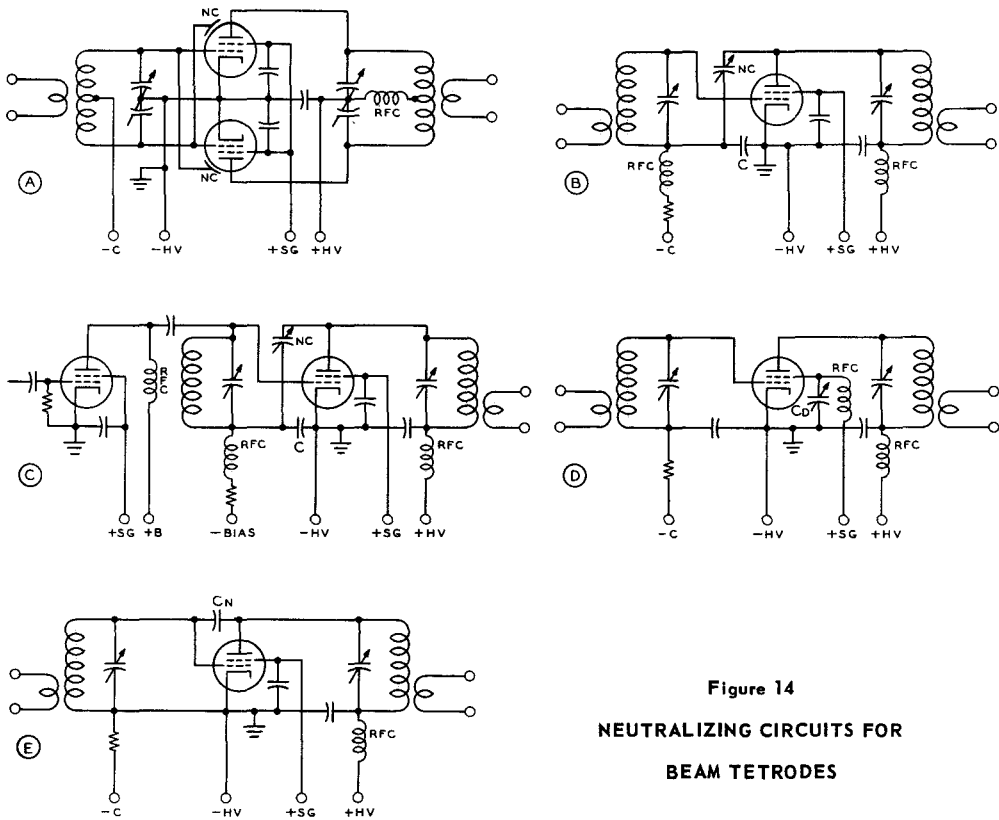 NC
RFC
NC
A
-C
-HV
+SG
+HV
NC
RFC
C
RFC
B
-C
-HV
+SG
+HV
RFC
NC
RFC
C
RFC
C
+SG
+B
-BIAS
-HV
+SG
+HV
RFC
CD
RFC
D
-C
-HV
+SG
+HV
CN
RFC
E
-C
-HV
+SG
+HV
Figure 14
NEUTRALIZING CIRCUITS FOR
BEAM TETRODES